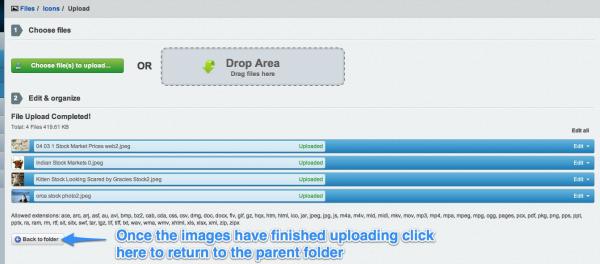 Files / Icons / Upload
1 Choose files
Choose file(s) to upload...
OR
Drop Area
Drag files here
2 Edit & organize
File Upload Completed!
Total: 4 Files 419.61 KB
Edit all
04 03 1 Stock Market Prices web2.jpeg Uploaded Edit
Indian Stock Markets 0.jpeg Uploaded Edit
Kitten Stock Looking Scared by Gracies Stock2.jpeg Uploaded Edit
orca stock photo2.jpeg Uploaded Edit
Allowed extensions: ace, arc, arj, asf, au, avi, bmp, bz2, cab, cda, css, csv, dmg, doc, docx, flv, gif, gz, hqx, htm, html, ico, jar, jpeg, jpg, js, m4a, m4v, mid, midi, mkv, mov, mp3, mp4, mpa, mpeg, mpg, ogg, pages, pcx, pdf, pkg, png, pps, ppt,
pptx, ra, ram, rm, rtf, sit, sitx, swf, tar, tgz, tif, tiff, txt, wav, wma, wmv, xhtml, xls, xlsx, xml, zip, zipx
Back to folder
Once the images have finished uploading click
here to return to the parent folder